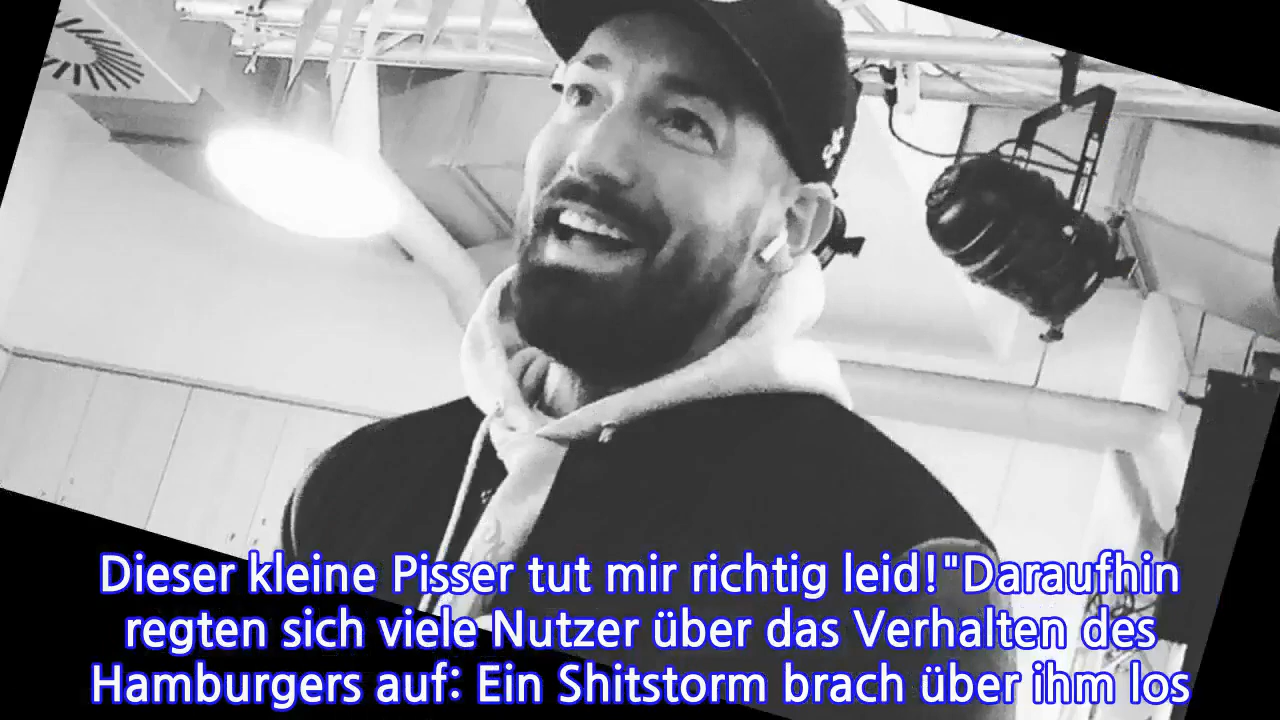 Dieser kleine Pisser tut mir richtig leid!"Daraufhin
regten sich viele Nutzer über das Verhalten des
Hamburgers auf: Ein Shitstorm brach über ihm los